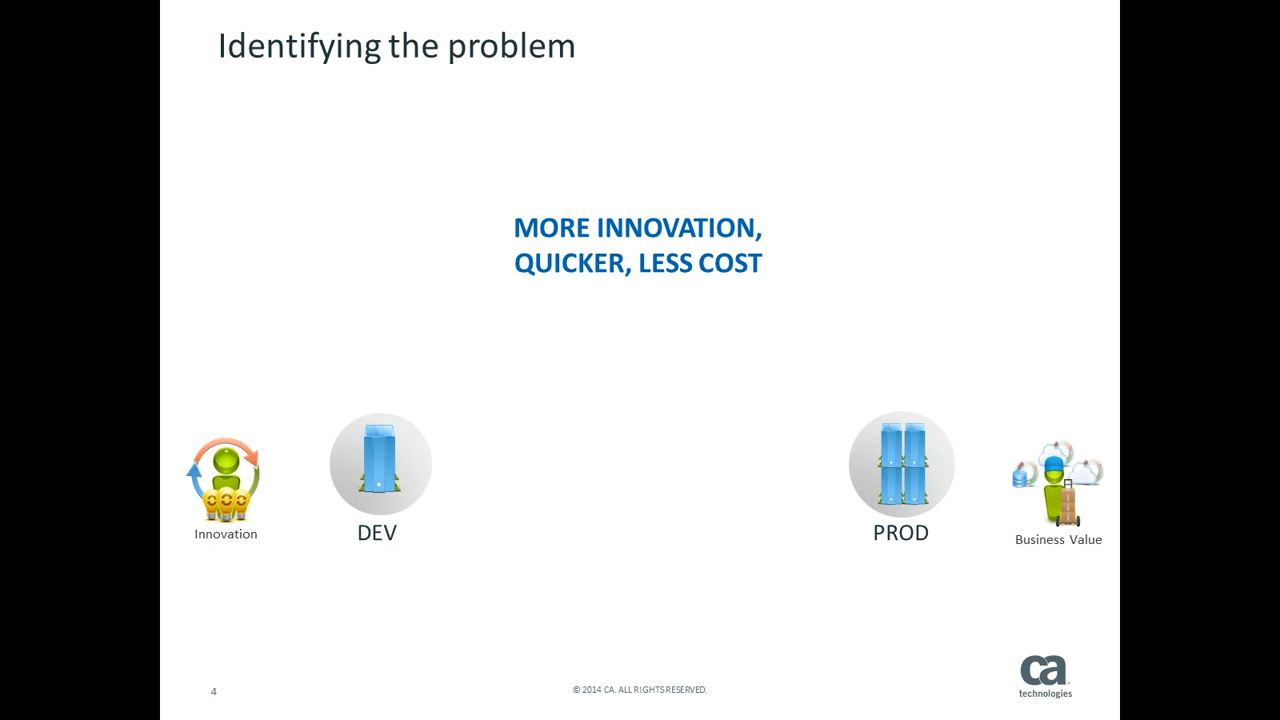 Identifying the problem
MORE INNOVATION,
QUICKER, LESS COST
Innovation
DEV
PROD
Business Value
4
© 2014 CA. ALL RIGHTS RESERVED.
ca
technologies